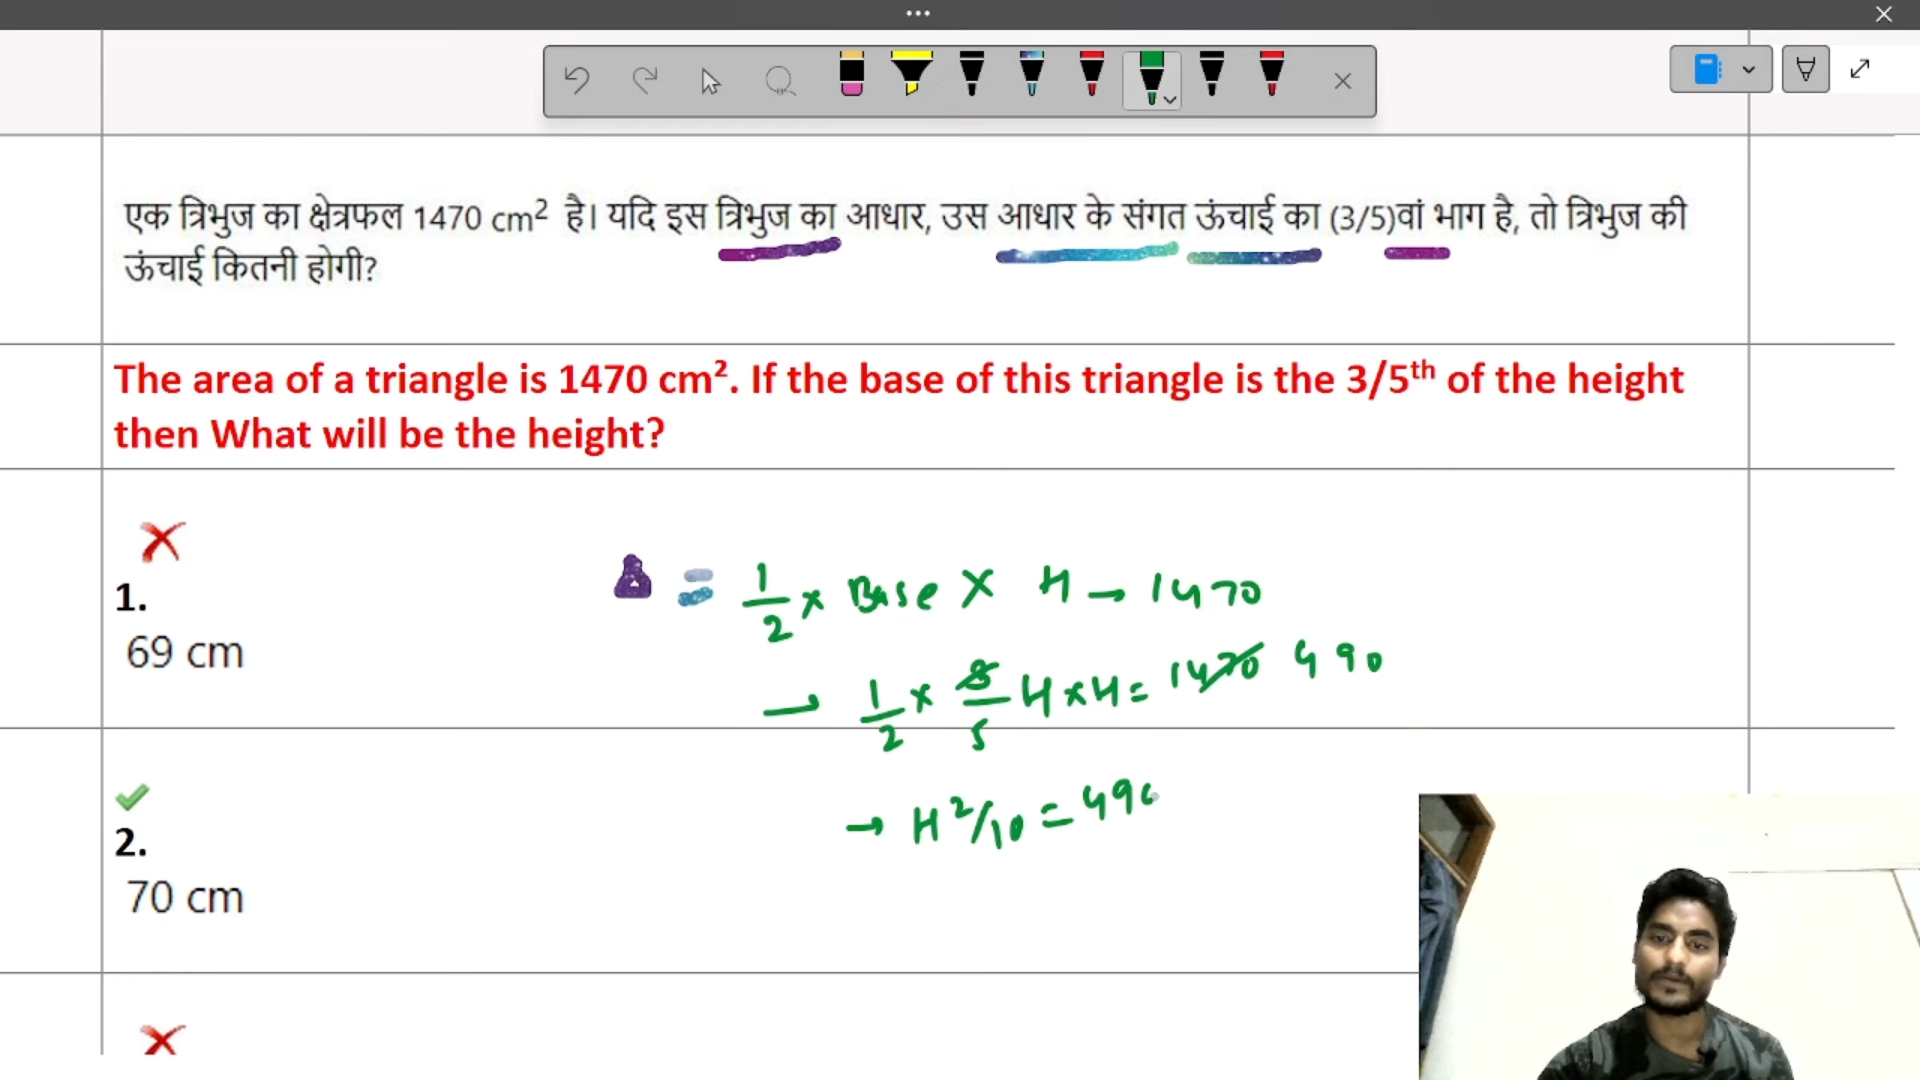 एक त्रिभुज का क्षेत्रफल 1470 cm² है। यदि इस त्रिभुज का आधार, उस आधार के संगत ऊंचाई का (3/5)वां भाग है, तो त्रिभुज की
ऊंचाई कितनी होगी?
The area of a triangle is 1470 cm². If the base of this triangle is the 3/5ᵗʰ of the height
then What will be the height?
1.
69 cm
Δ = 1/2 × Base × H → 1470
→ 1/2 × 3/5 H × H = 1470 490
→ H²/10 = 490
2.
70 cm